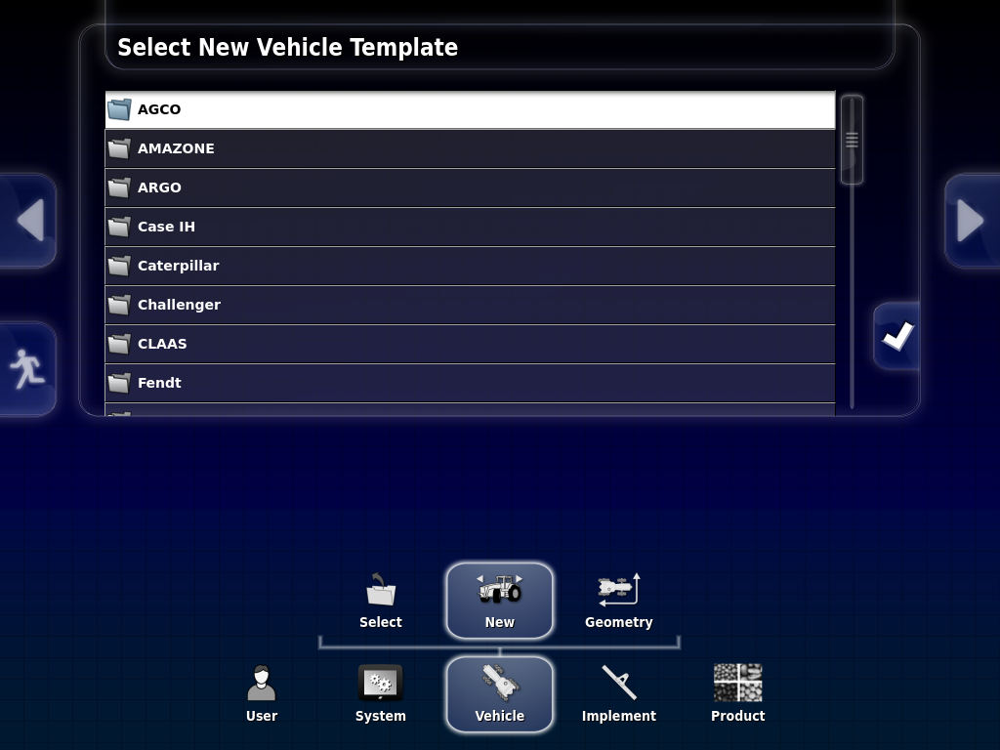 Select New Vehicle Template
AGCO
AMAZONE
ARGO
Case IH
Caterpillar
Challenger
CLAAS
Fendt
Select
New
Geometry
User
System
Vehicle
Implement
Product